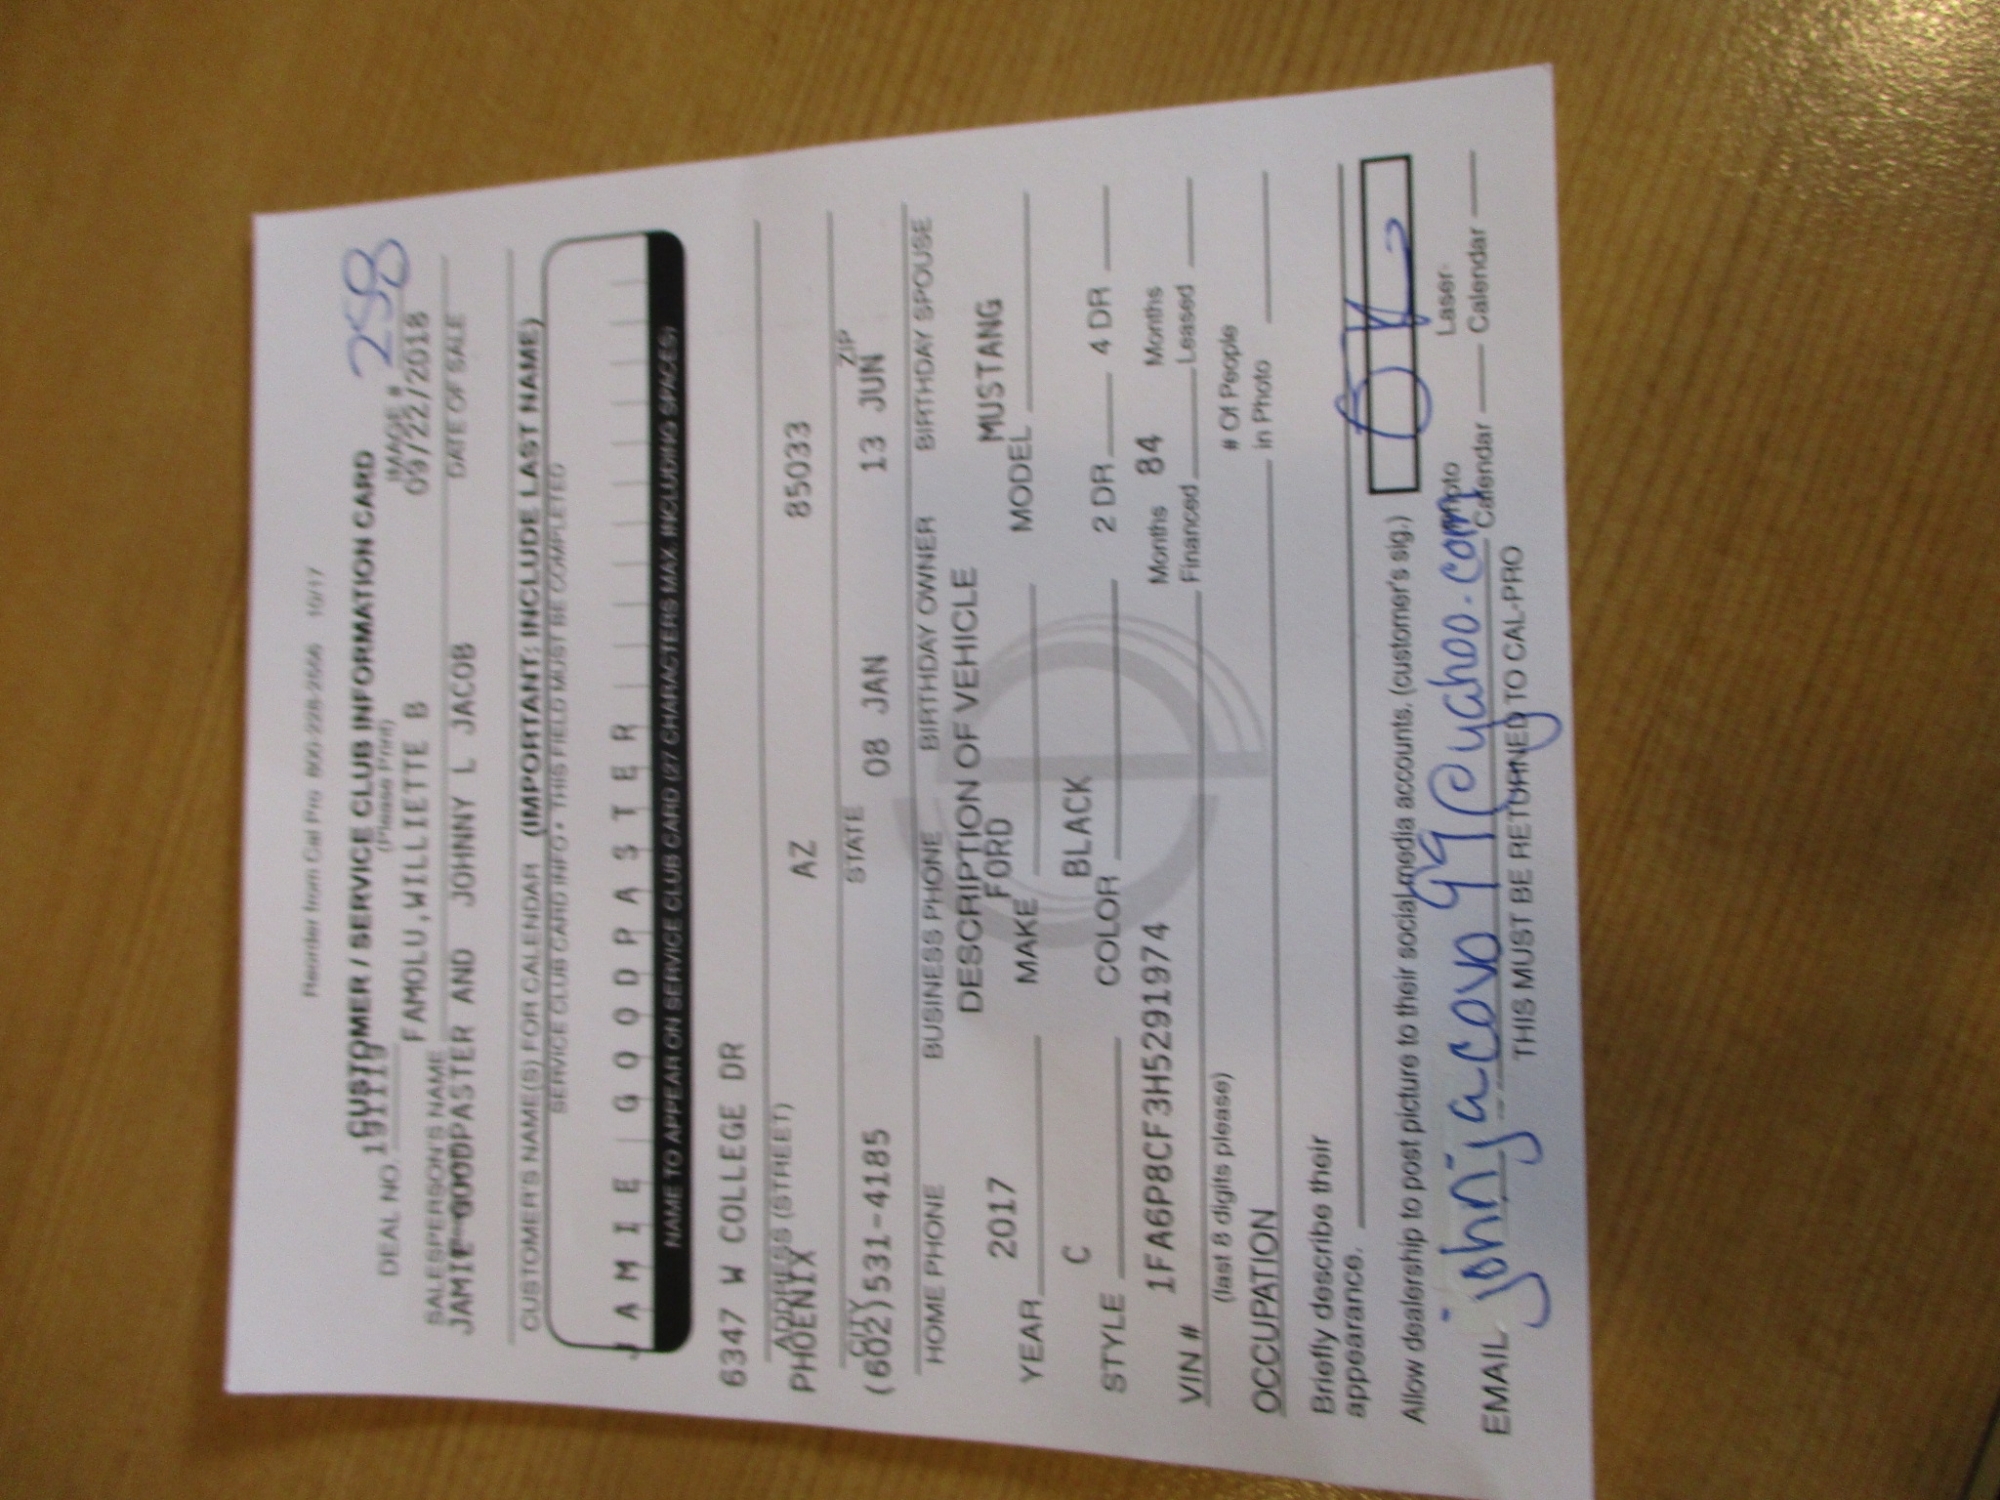 Reorder from Cal Pro 800-228-2566 10/17
CUSTOMER / SERVICE CLUB INFORMATION CARD
(Please Print)
DEAL NO. 191119 IMAGE # 258
FAMOLU,WILLIETTE B 09/22/2018
SALESPERSON'S NAME DATE OF SALE
JAMIE GOODPASTER AND JOHNNY L JACOB
CUSTOMER'S NAME(S) FOR CALENDAR (IMPORTANT: INCLUDE LAST NAME)
SERVICE CLUB CARD INFO • THIS FIELD MUST BE COMPLETED
JAMIE GOODPASTER
NAME TO APPEAR ON SERVICE CLUB CARD (27 CHARACTERS MAX. INCLUDING SPACES)
6347 W COLLEGE DR
ADDRESS (STREET)
PHOENIX AZ 85033
CITY STATE ZIP
(602)531-4185 08 JAN 13 JUN
HOME PHONE BUSINESS PHONE BIRTHDAY OWNER BIRTHDAY SPOUSE
DESCRIPTION OF VEHICLE
YEAR 2017 MAKE FORD MODEL MUSTANG
STYLE C COLOR BLACK 2 DR 4 DR
VIN # 1FA6P8CF3H5291974 Months Financed 84 Months Leased
(last 8 digits please)
OCCUPATION # Of People in Photo
Briefly describe their
appearance.
Allow dealership to post picture to their social media accounts. (customer's sig.) OK
EMAIL johnjacovo99@yahoo.com Calendar Laser Calendar
THIS MUST BE RETURNED TO CAL-PRO